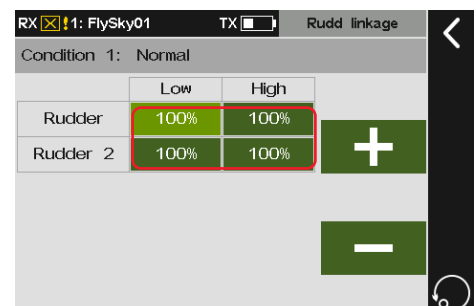 RX ! 1: FlySky01 TX Rudd linkage
Condition 1: Normal
Low High
Rudder 100% 100%
Rudder 2 100% 100%